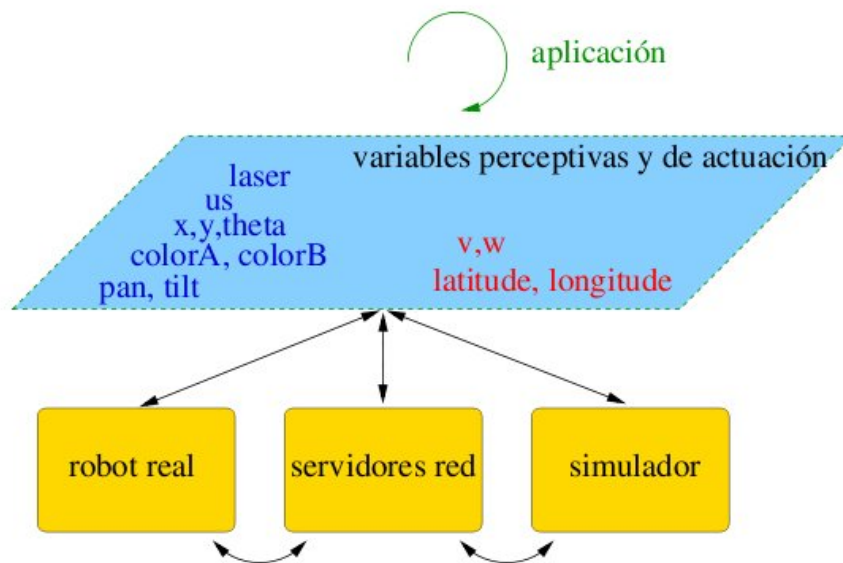 aplicación
variables perceptivas y de actuación
laser
us
x,y,theta
colorA, colorB
pan, tilt
v,w
latitude, longitude
robot real
servidores red
simulador